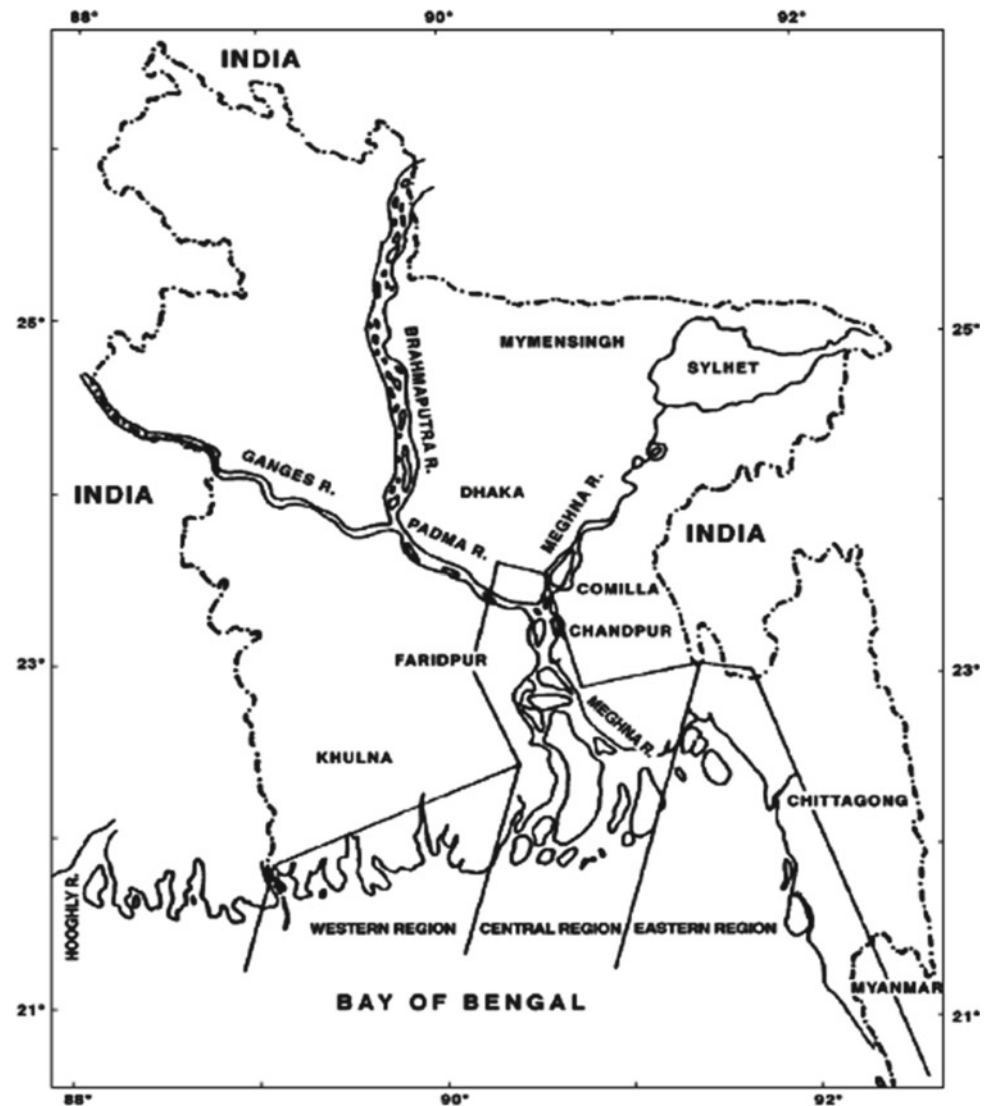 88° 90° 92°
INDIA
25° 25°
MYMENSINGH
SYLHET
BRAHMAPUTRA R.
GANGES R.
INDIA
DHAKA
PADMA R.
MEGHNA R.
INDIA
COMILLA
CHANDPUR
23° 23°
FARIDPUR
MEGHNA R.
KHULNA
CHITTAGONG
HOOGHLY R.
WESTERN REGION CENTRAL REGION EASTERN REGION
MYANMAR
BAY OF BENGAL
21° 21°
88° 90° 92°